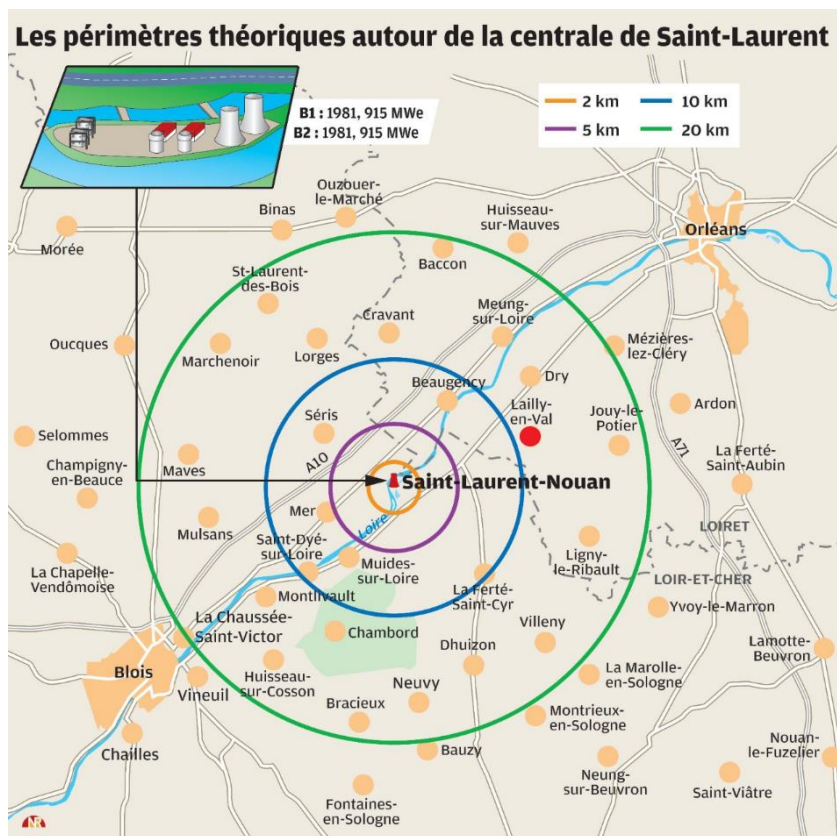 Les périmètres théoriques autour de la centrale de Saint-Laurent
B1 : 1981, 915 MWe
B2 : 1981, 915 MWe
2 km
10 km
5 km
20 km
Ouzouer-
le-Marché
Binas
Huisseau-
sur-Mauves
Morée
Orléans
Baccon
St-Laurent-
des-Bois
Meung-
sur-Loire
Cravant
Oucques
Marchenoir
Lorges
Mézières-
lez-Cléry
Dry
Beaugency
Lailly-
en-Val
Ardon
Séris
Jouy-le-
Potier
Selommes
A10
A71
Champigny-
en-Beauce
Maves
La Ferté-
Saint-Aubin
Saint-Laurent-Nouan
Mer
Loire
Mulsans
LOIRET
Saint-Dyé-
sur-Loire
Ligny-
le-Ribault
La Chapelle-
Vendômoise
Muides-
sur-Loire
LOIR-ET-CHER
Montlivault
La Ferté-
Saint-Cyr
Yvoy-le-Marron
La Chaussée-
Saint-Victor
Chambord
Villeny
Lamotte-
Beuvron
Blois
Dhuizon
Huisseau-
sur-Cosson
La Marolle-
en-Sologne
Vineuil
Neuvy
Bracieux
Montrieux-
en-Sologne
Chailles
Bauzy
Nouan-
le-Fuzelier
Neung-
sur-Beuvron
Saint-Viâtre
Fontaines-
en-Sologne
NR